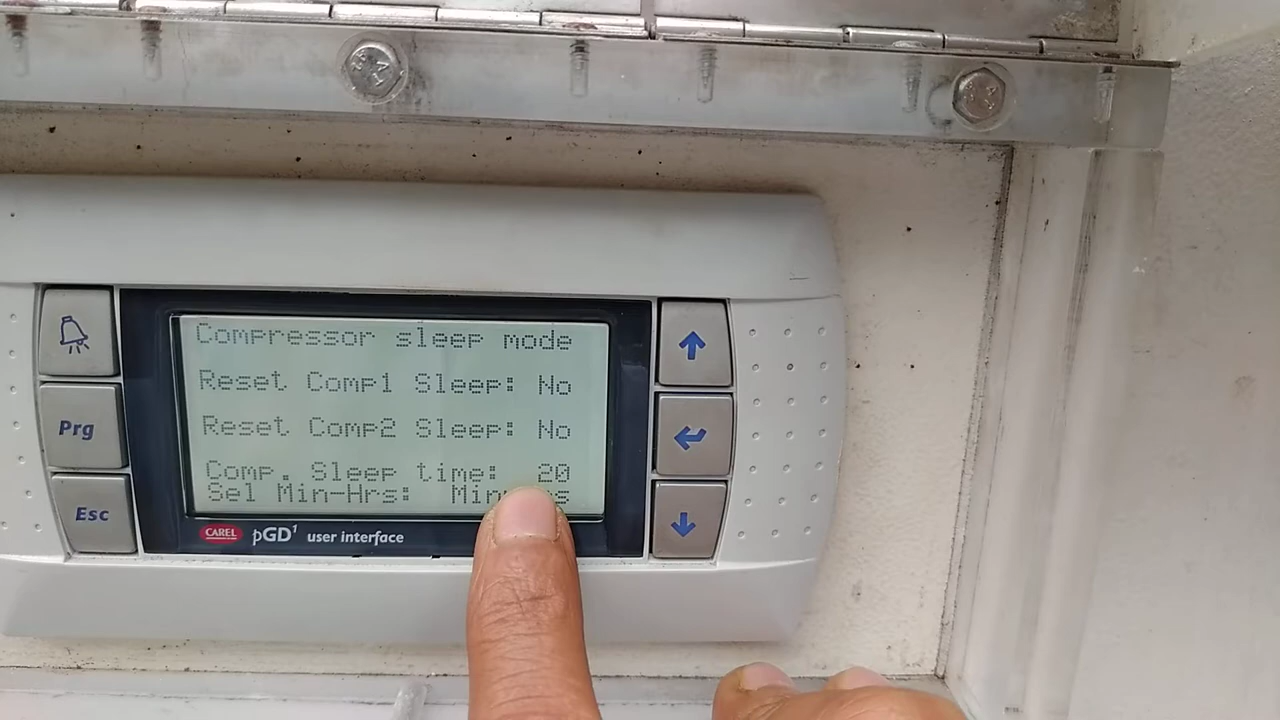 Compressor sleep mode
Reset Comp1 Sleep: No
Reset Comp2 Sleep: No
Comp. Sleep time: 20
Sel Min-Hrs:
Prg
Esc
CAREL pGD1 user interface